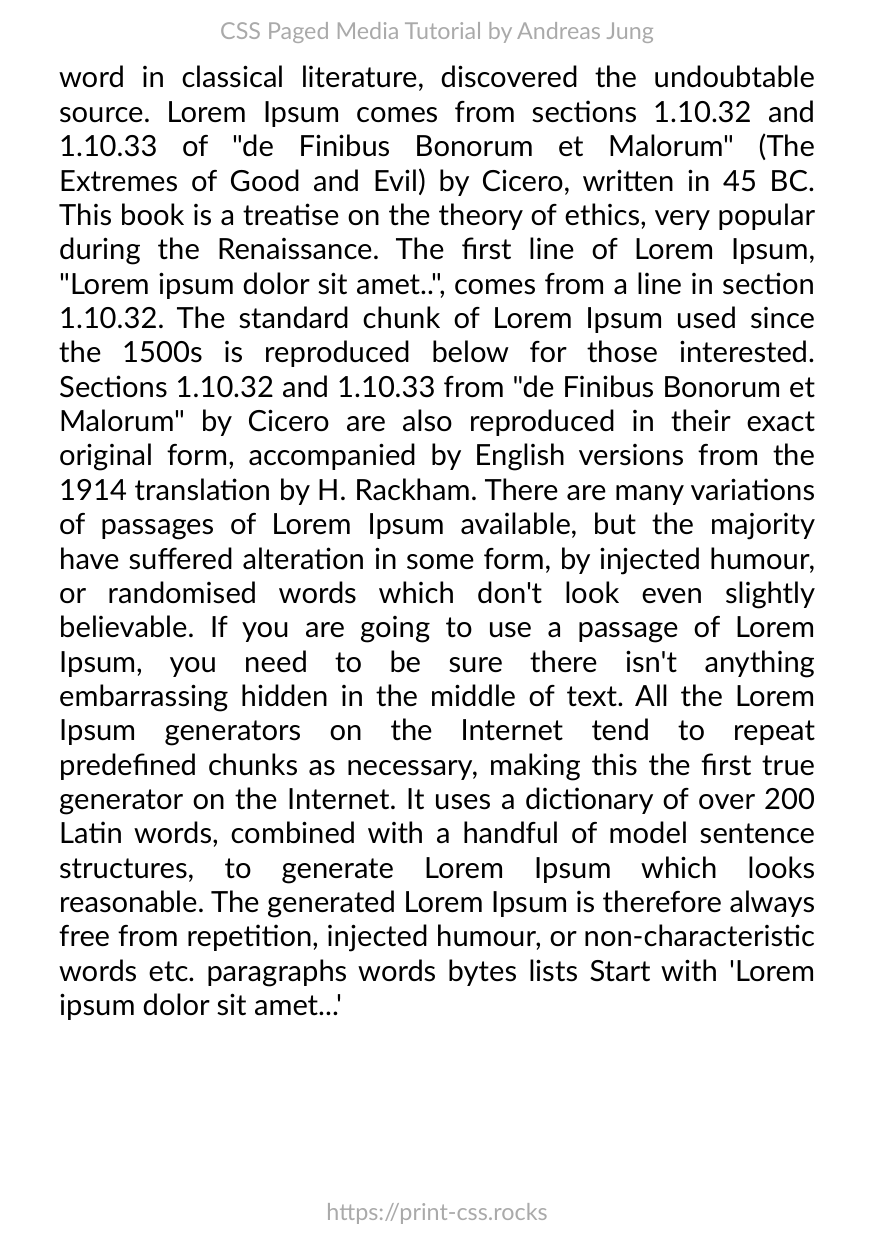 CSS Paged Media Tutorial by Andreas Jung
word in classical literature, discovered the undoubtable
source. Lorem Ipsum comes from sections 1.10.32 and
1.10.33 of "de Finibus Bonorum et Malorum" (The
Extremes of Good and Evil) by Cicero, written in 45 BC.
This book is a treatise on the theory of ethics, very popular
during the Renaissance. The first line of Lorem Ipsum,
"Lorem ipsum dolor sit amet..", comes from a line in section
1.10.32. The standard chunk of Lorem Ipsum used since
the 1500s is reproduced below for those interested.
Sections 1.10.32 and 1.10.33 from "de Finibus Bonorum et
Malorum" by Cicero are also reproduced in their exact
original form, accompanied by English versions from the
1914 translation by H. Rackham. There are many variations
of passages of Lorem Ipsum available, but the majority
have suffered alteration in some form, by injected humour,
or randomised words which don't look even slightly
believable. If you are going to use a passage of Lorem
Ipsum, you need to be sure there isn't anything
embarrassing hidden in the middle of text. All the Lorem
Ipsum generators on the Internet tend to repeat
predefined chunks as necessary, making this the first true
generator on the Internet. It uses a dictionary of over 200
Latin words, combined with a handful of model sentence
structures, to generate Lorem Ipsum which looks
reasonable. The generated Lorem Ipsum is therefore always
free from repetition, injected humour, or non-characteristic
words etc. paragraphs words bytes lists Start with 'Lorem
ipsum dolor sit amet...'
https://print-css.rocks